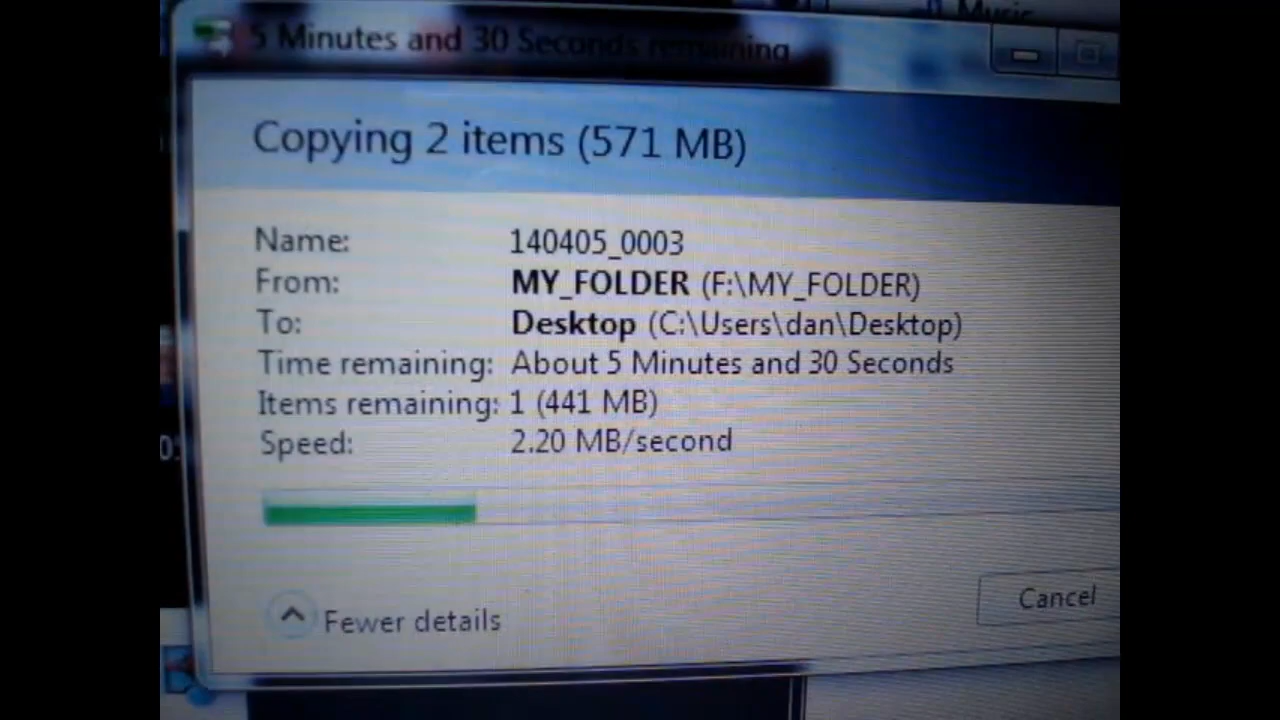 Music
5 Minutes and 30 Seconds remaining
Copying 2 items (571 MB)
Name: 140405_0003
From: MY_FOLDER (F:\MY_FOLDER)
To: Desktop (C:\Users\dan\Desktop)
Time remaining: About 5 Minutes and 30 Seconds
Items remaining: 1 (441 MB)
Speed: 2.20 MB/second
Fewer details
Cancel